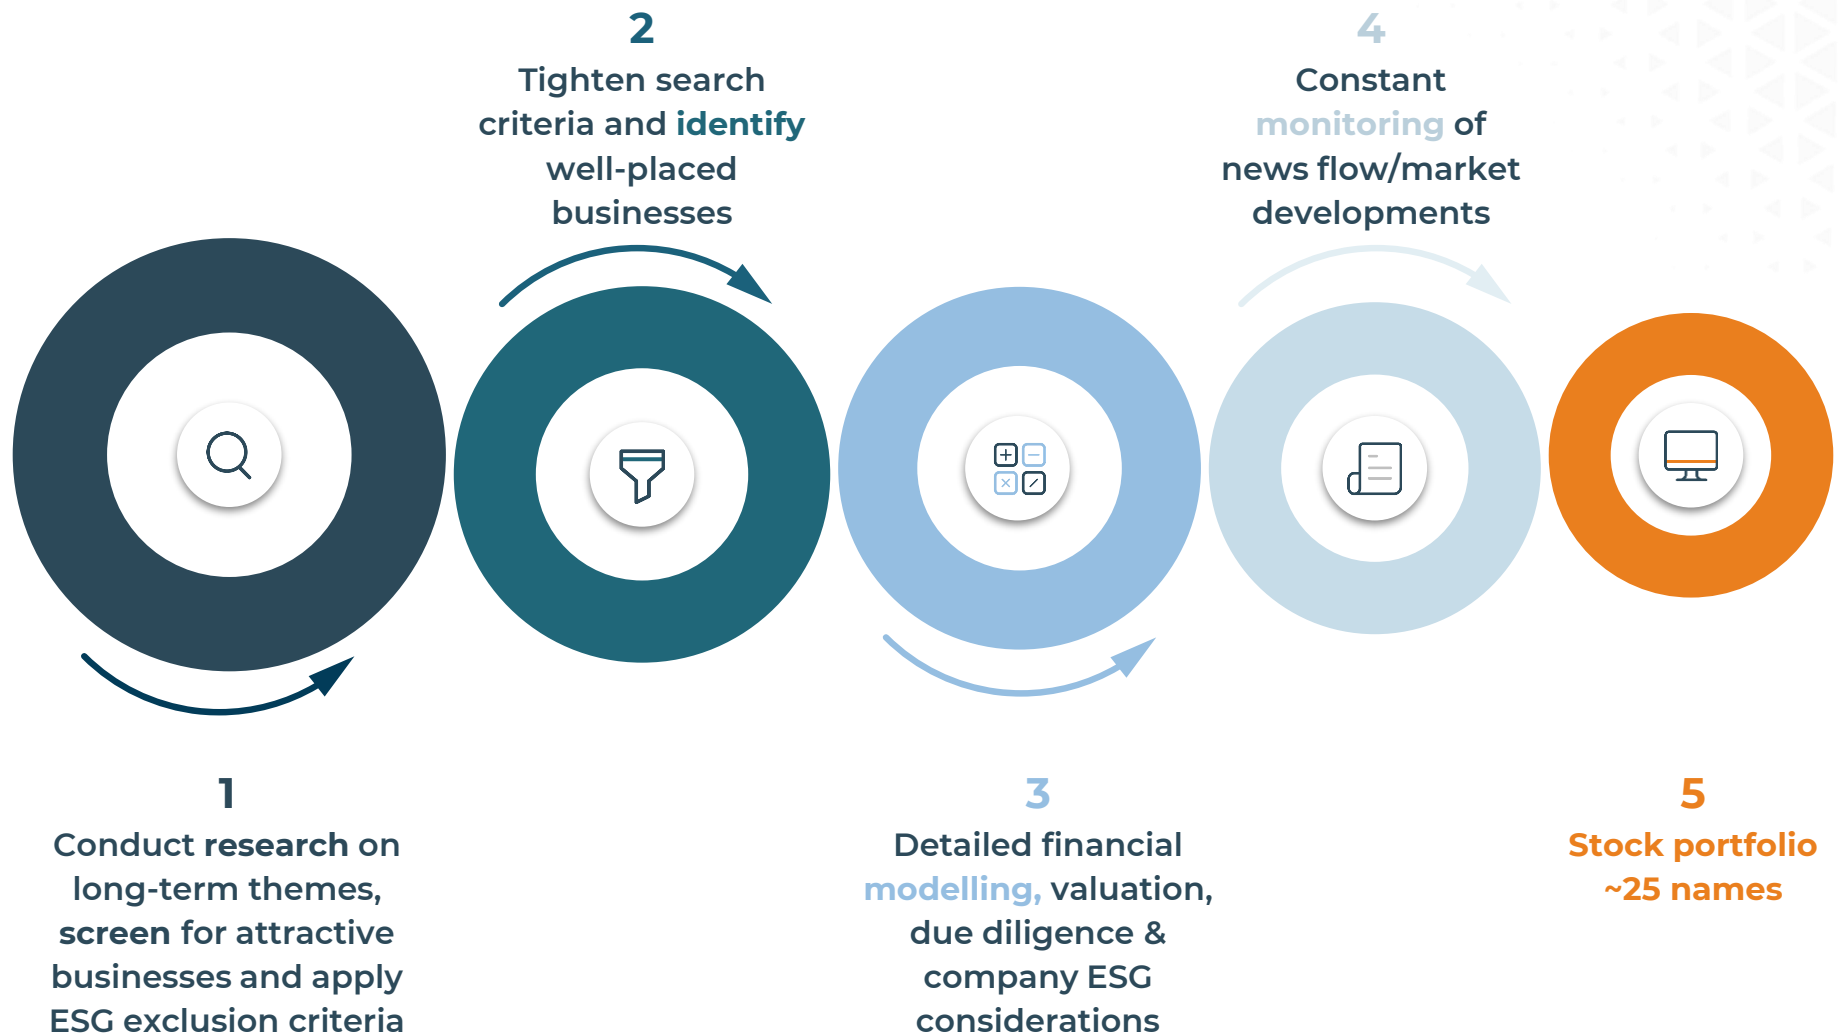 1
Conduct research on
long-term themes,
screen for attractive
businesses and apply
ESG exclusion criteria
2
Tighten search
criteria and identify
well-placed
businesses
3
Detailed financial
modelling, valuation,
due diligence &
company ESG
considerations
4
Constant
monitoring of
news flow/market
developments
5
Stock portfolio
~25 names